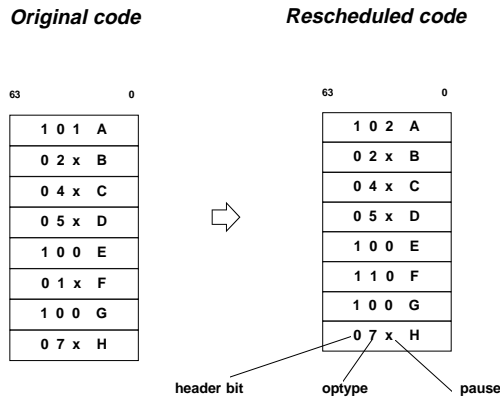 Original code
Rescheduled code
63 0
63 0
1 0 1 A
0 2 x B
0 4 x C
0 5 x D
1 0 0 E
0 1 x F
1 0 0 G
0 7 x H
1 0 2 A
0 2 x B
0 4 x C
0 5 x D
1 0 0 E
1 1 0 F
1 0 0 G
0 7 x H
header bit optype pause